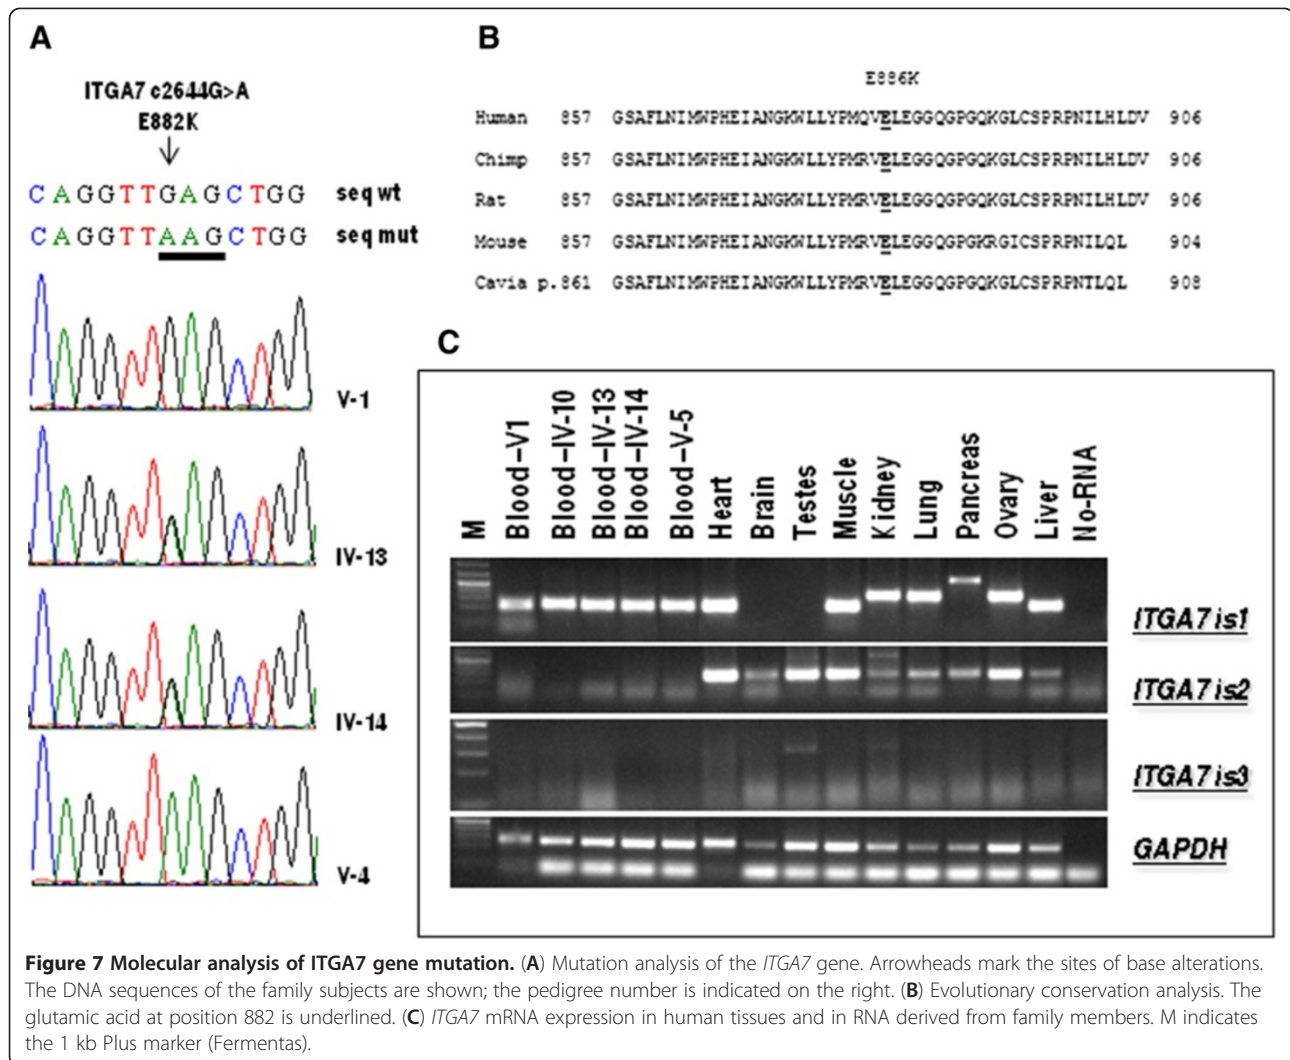 A
ITGA7 c2644G>A
E882K
CAGGTTGAGCTGG seq wt
CAGGTTAAGCTGG seq mut
V-1
IV-13
IV-14
V-4
B
E886K
Human 857 GSAFLNIMWPHEIANGKWLLYPMQVELEGGQGPGQKGLCSPRPNILHLDV 906
Chimp 857 GSAFLNIMWPHEIANGKWLLYPMRVELEGGQGPGQKGLCSPRPNILHLDV 906
Rat 857 GSAFLNIMWPHEIANGKWLLYPMRVELEGGQGPGQKGLCSPRPNILHLDV 906
Mouse 857 GSAFLNIMWPHEIANGKWLLYPMRVELEGGQGPGKRGICSPRPNILQL 904
Cavia p.861 GSAFLNIMWPHEIANGKWLLYPMRVELEGGQGPGQKGLCSPRPNTLQL 908
C
M
Blood-V1
Blood-IV-10
Blood-IV-13
Blood-IV-14
Blood-V-5
Heart
Brain
Testes
Muscle
Kidney
Lung
Pancreas
Ovary
Liver
No-RNA
ITGA7 is1
ITGA7 is2
ITGA7 is3
GAPDH
Figure 7 Molecular analysis of ITGA7 gene mutation. (A) Mutation analysis of the ITGA7 gene. Arrowheads mark the sites of base alterations.
The DNA sequences of the family subjects are shown; the pedigree number is indicated on the right. (B) Evolutionary conservation analysis. The
glutamic acid at position 882 is underlined. (C) ITGA7 mRNA expression in human tissues and in RNA derived from family members. M indicates
the 1 kb Plus marker (Fermentas).